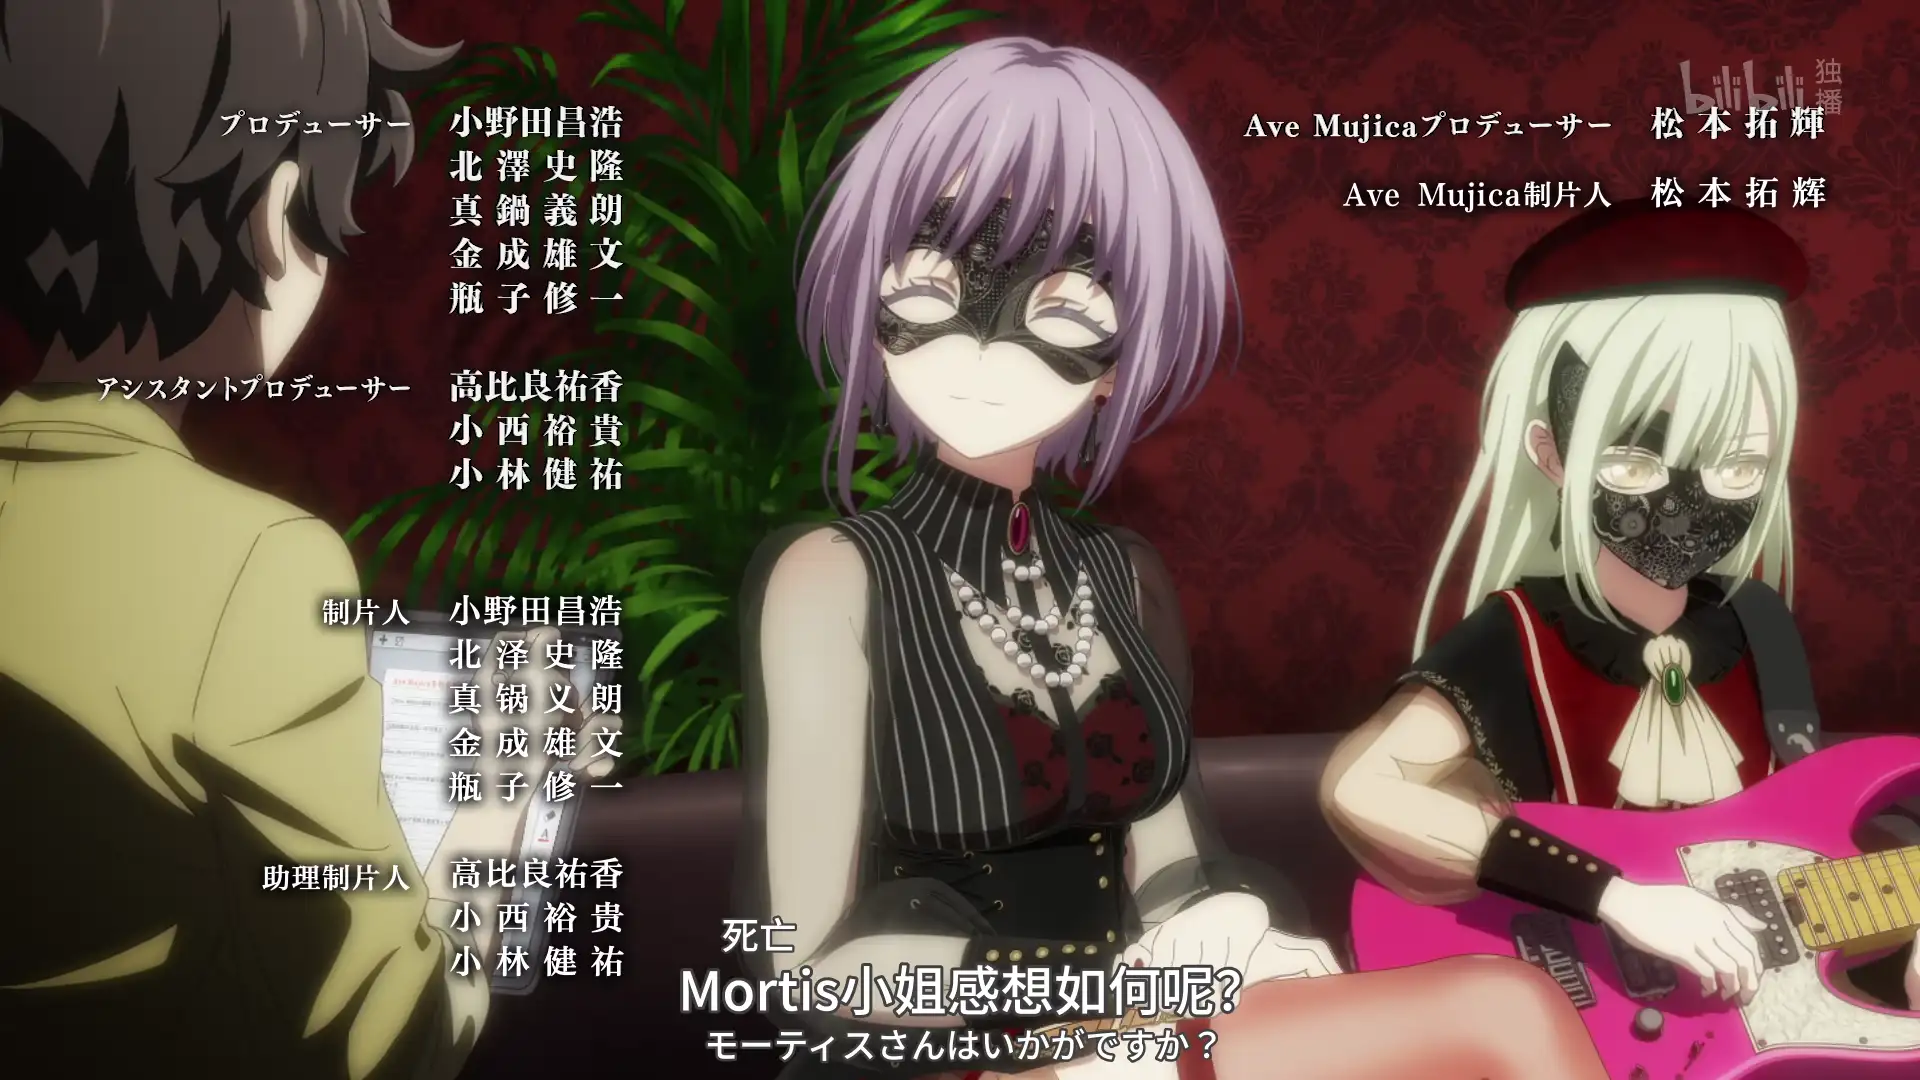 bilibili 独播
プロデューサー 小野田昌浩
北澤史隆
真鍋義朗
金成雄文
瓶子修一
アシスタントプロデューサー 高比良祐香
小西裕貴
小林健祐
制片人 小野田昌浩
北泽史隆
真锅义朗
金成雄文
瓶子修一
助理制片人 高比良祐香
小西裕贵
小林健祐
Ave Mujicaプロデューサー 松本拓輝
Ave Mujica制片人 松本拓辉
死亡
Mortis小姐感想如何呢?
モーティスさんはいかがですか？